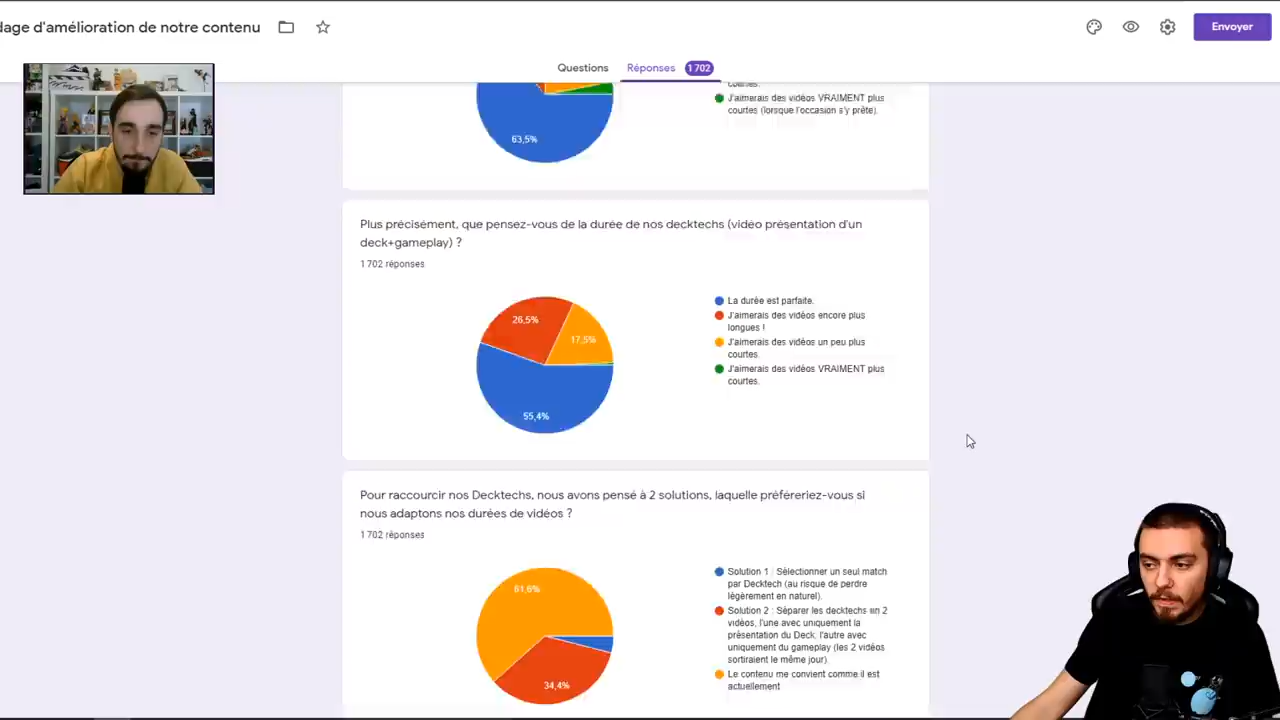 dage d'amélioration de notre contenu
Envoyer
Questions
Réponses
1 702
courtes.
J'aimerais des vidéos VRAIMENT plus
courtes (lorsque l'occasion s'y prête).
63,5%
Plus précisément, que pensez-vous de la durée de nos decktechs (vidéo présentation d'un
deck+gameplay) ?
1 702 réponses
26,5%
17,5%
55,4%
La durée est parfaite.
J'aimerais des vidéos encore plus
longues !
J'aimerais des vidéos un peu plus
courtes.
J'aimerais des vidéos VRAIMENT plus
courtes.
Pour raccourcir nos Decktechs, nous avons pensé à 2 solutions, laquelle préféreriez-vous si
nous adaptons nos durées de vidéos ?
1 702 réponses
61,6%
34,4%
Solution 1 : Sélectionner un seul match
par Decktech (au risque de perdre
légèrement en naturel).
Solution 2 : Séparer les decktechs en 2
vidéos, l'une avec uniquement la
présentation du Deck, l'autre avec
uniquement du gameplay (les 2 vidéos
sortiraient le même jour).
Le contenu me convient comme il est
actuellement